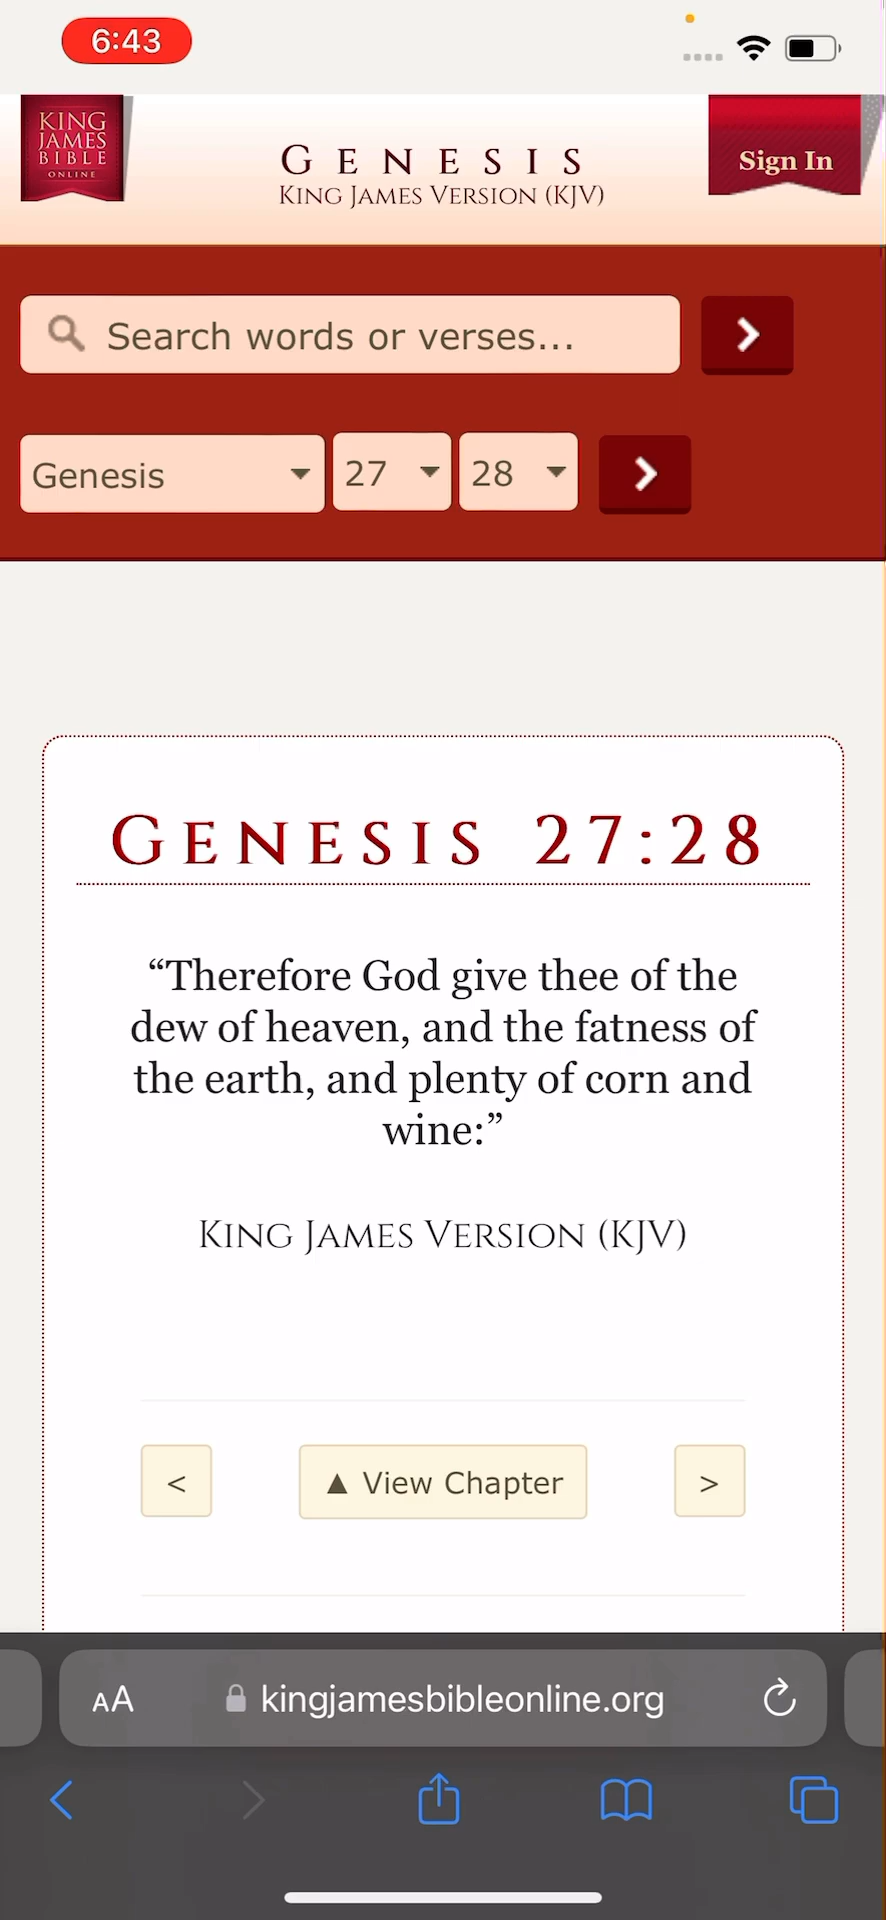 6:43
KING
JAMES
BIBLE
ONLINE
GENESIS
KING JAMES VERSION (KJV)
Sign In
Search words or verses...
Genesis 27 28
GENESIS 27:28
“Therefore God give thee of the
dew of heaven, and the fatness of
the earth, and plenty of corn and
wine:”
KING JAMES VERSION (KJV)
< ▲ View Chapter >
AA kingjamesbibleonline.org